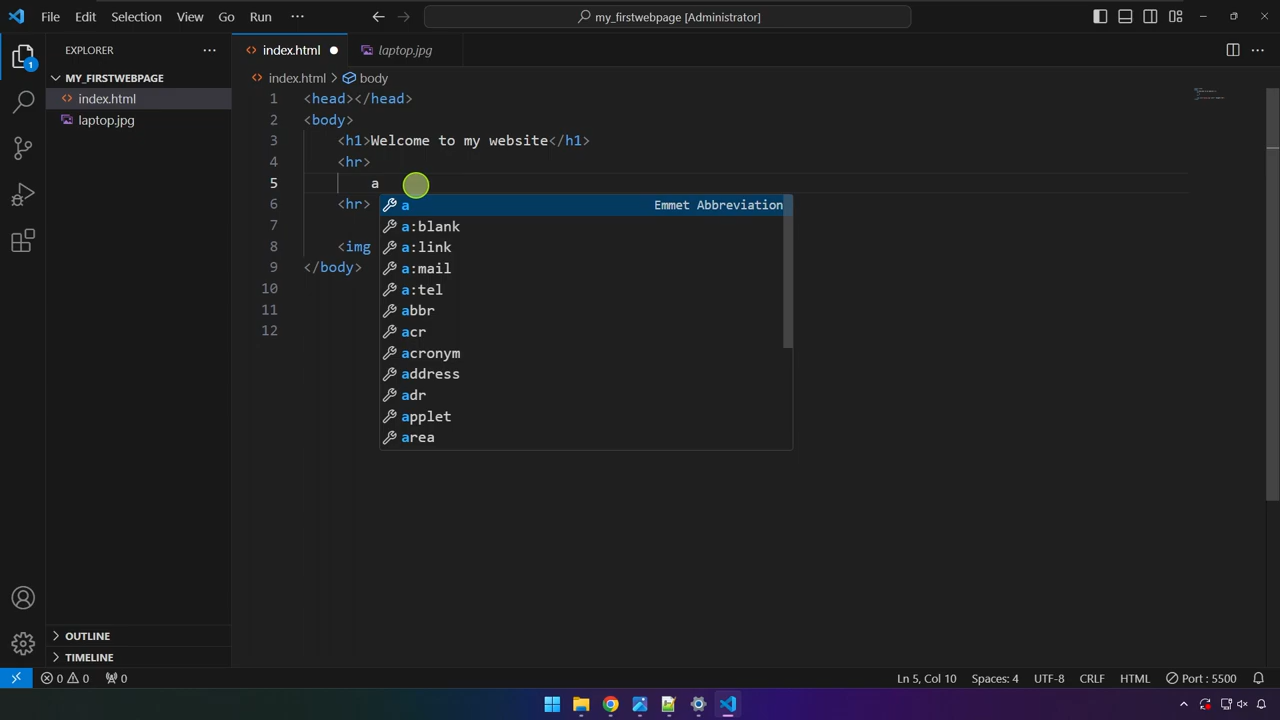 File Edit Selection View Go Run ··· my_firstwebpage [Administrator]
EXPLORER ···
index.html laptop.jpg ···
1
MY_FIRSTWEBPAGE
index.html
laptop.jpg
index.html > body
1 <head></head>
2 <body>
3 <h1>Welcome to my website</h1>
4 <hr>
5 a
6 <hr>
7
8 <img
9 </body>
10
11
12
a Emmet Abbreviation
a:blank
a:link
a:mail
a:tel
abbr
acr
acronym
address
adr
applet
area
OUTLINE
TIMELINE
0 0 0 Ln 5, Col 10 Spaces: 4 UTF-8 CRLF HTML Port : 5500